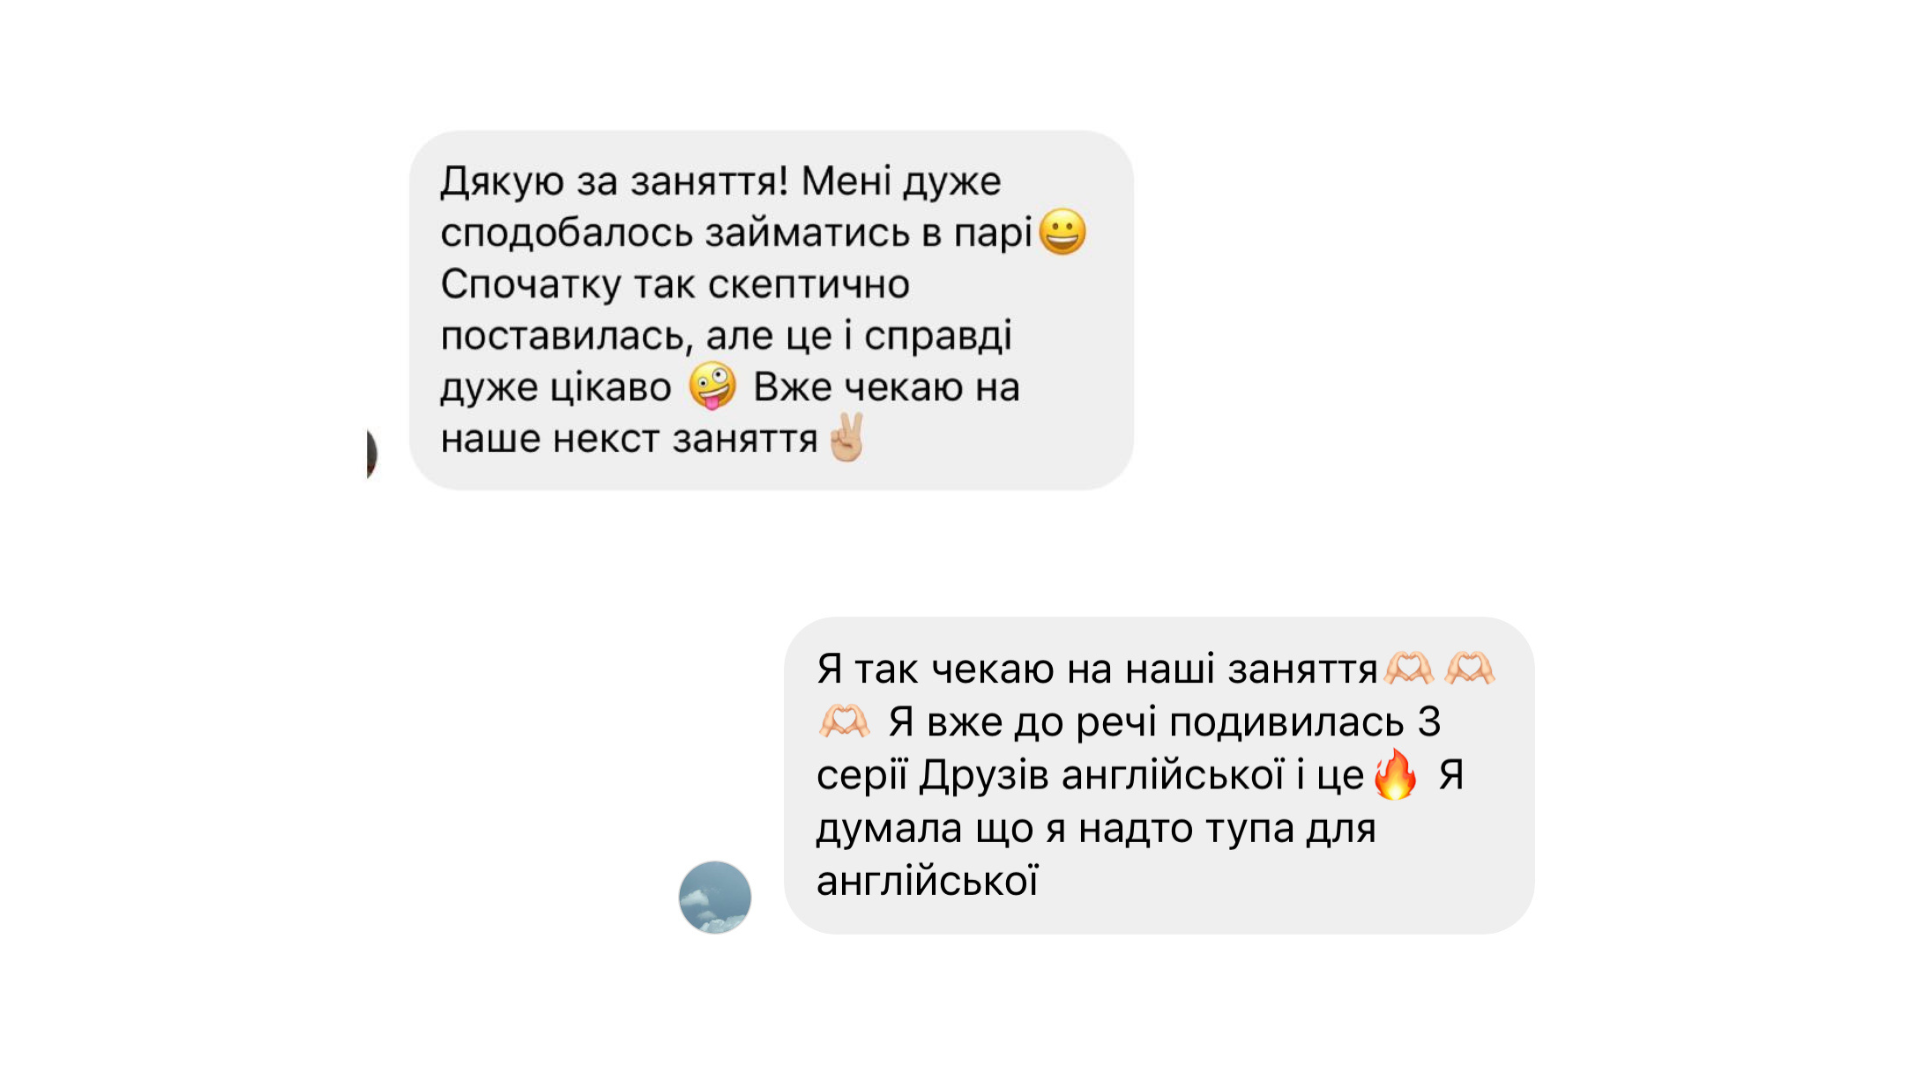 Дякую за заняття! Мені дуже
сподобалось займатись в парі😀
Спочатку так скептично
поставилась, але це і справді
дуже цікаво 🤪 Вже чекаю на
наше некст заняття✌🏼
Я так чекаю на наші заняття🫶🏻🫶🏻
🫶🏻 Я вже до речі подивилась 3
серії Друзів англійської і це🔥 Я
думала що я надто тупа для
англійської